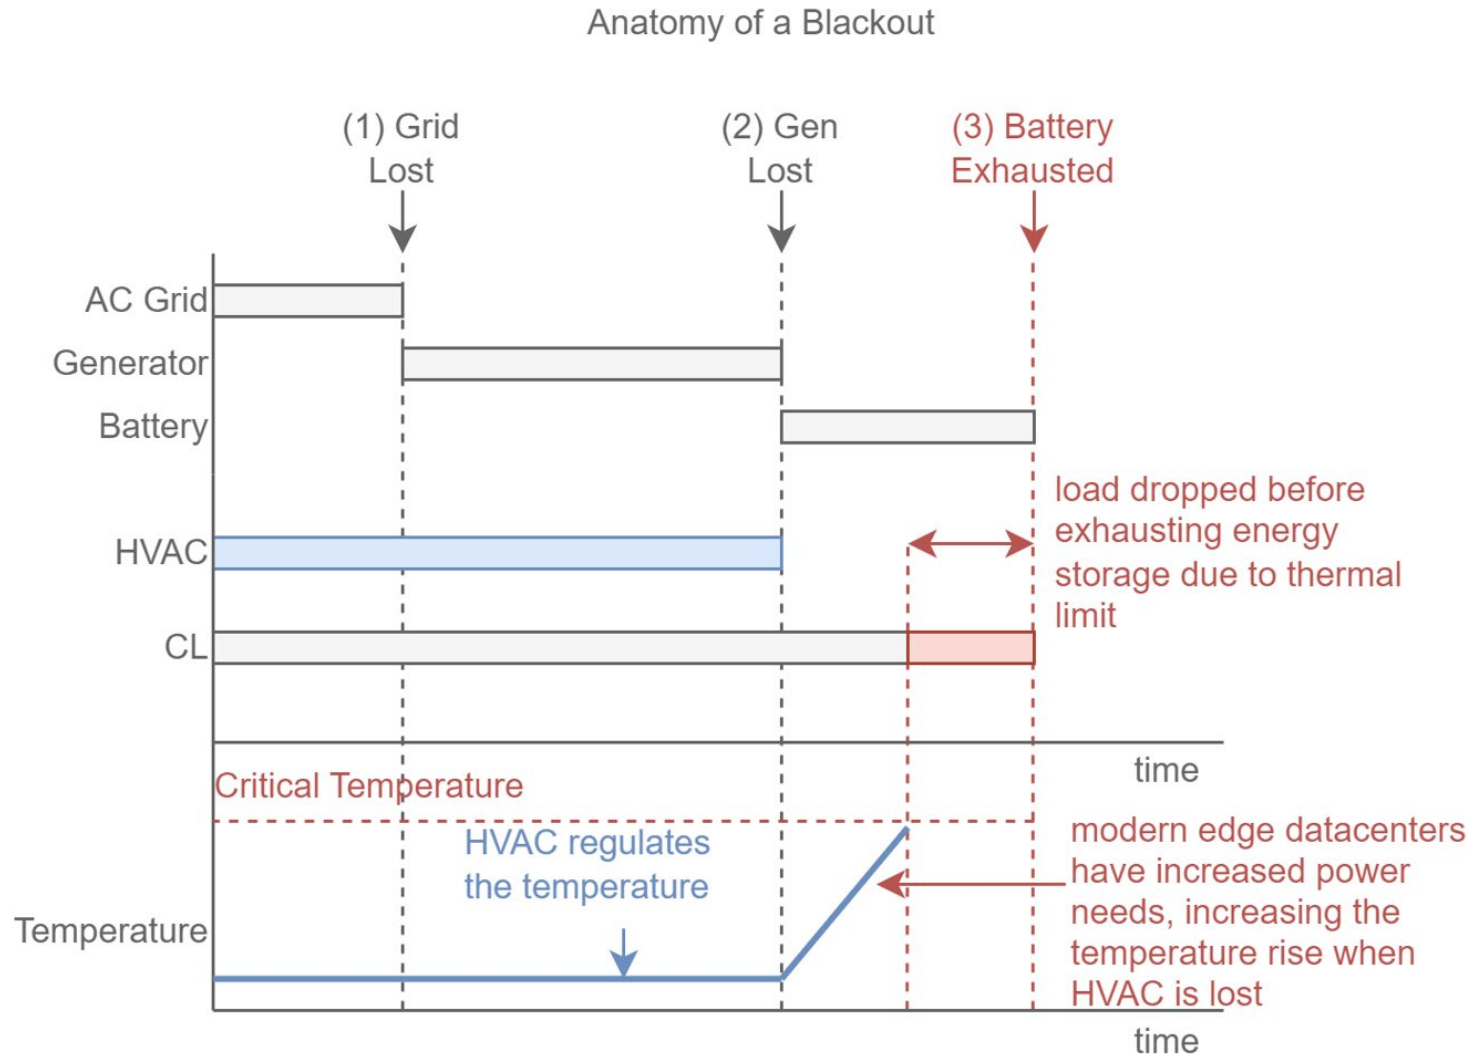 Anatomy of a Blackout
(1) Grid
Lost
(2) Gen
Lost
(3) Battery
Exhausted
AC Grid
Generator
Battery
HVAC
CL
load dropped before
exhausting energy
storage due to thermal
limit
time
Critical Temperature
HVAC regulates
the temperature
modern edge datacenters
have increased power
needs, increasing the
temperature rise when
HVAC is lost
Temperature
time